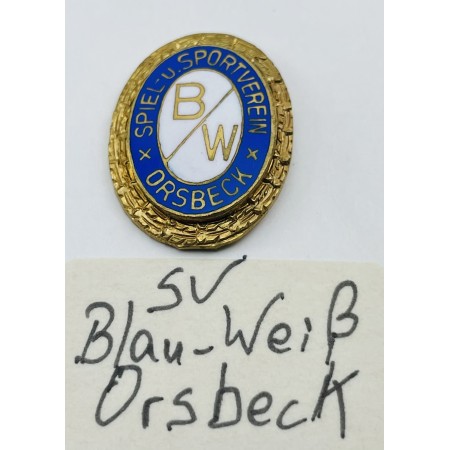 SPIEL- u. SPORTVEREIN
B/W
× ORSBECK ×
SV
Blau-Weiß
Orsbeck